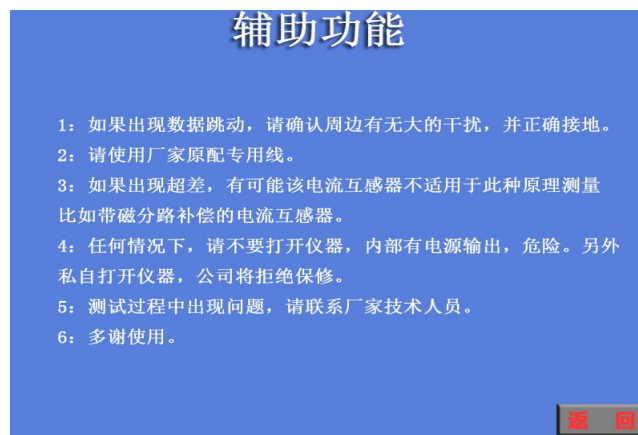 辅助功能
1：如果出现数据跳动，请确认周边有无大的干扰，并正确接地。
2：请使用厂家原配专用线。
3：如果出现超差，有可能该电流互感器不适用于此种原理测量
比如带磁分路补偿的电流互感器。
4：任何情况下，请不要打开仪器，内部有电源输出，危险。另外
私自打开仪器，公司将拒绝保修。
5：测试过程中出现问题，请联系厂家技术人员。
6：多谢使用。
返 回